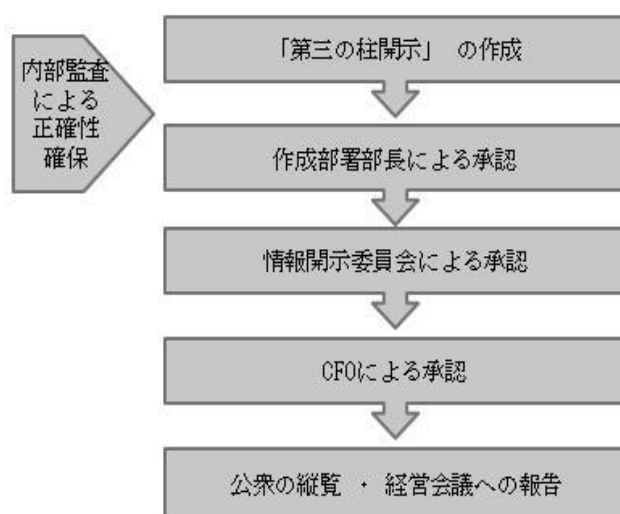 内部監査
による
正確性
確保
「第三の柱開示」 の作成
作成部署部長による承認
情報開示委員会による承認
CFOによる承認
公衆の縦覧 ・ 経営会議への報告